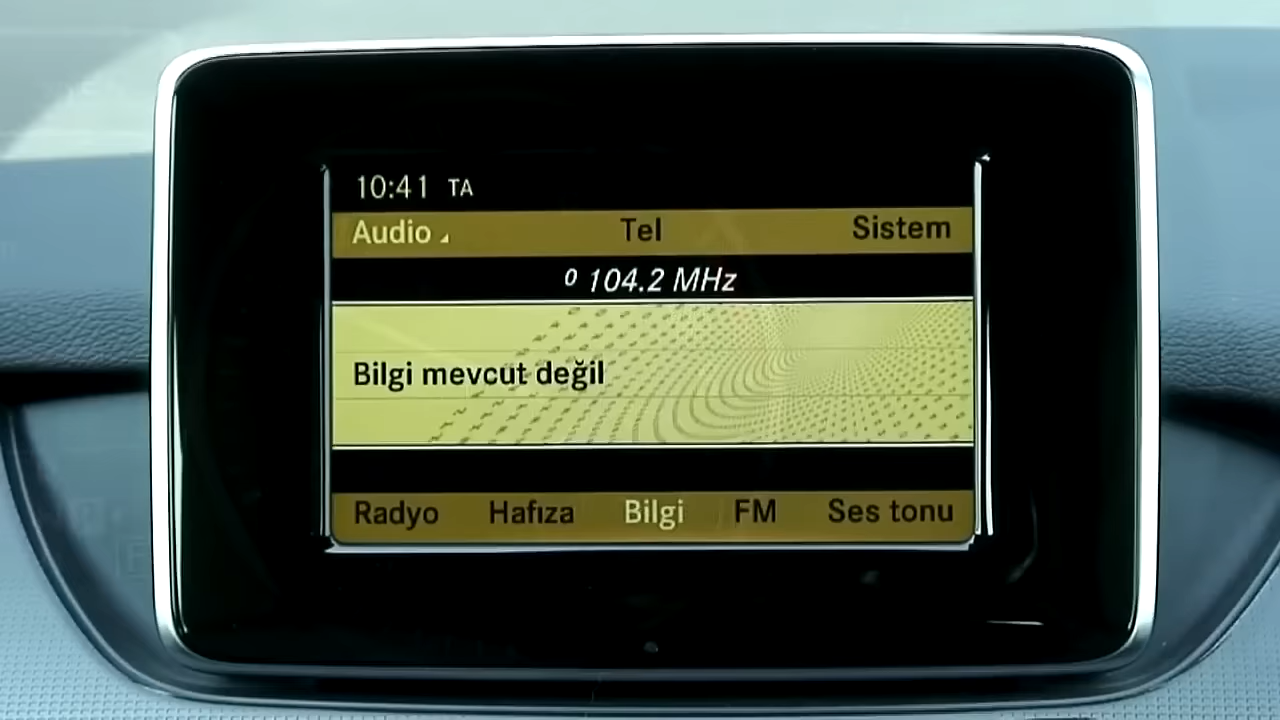 10:41 TA
Audio Tel Sistem
0 104.2 MHz
Bilgi mevcut değil
Radyo Hafıza Bilgi FM Ses tonu